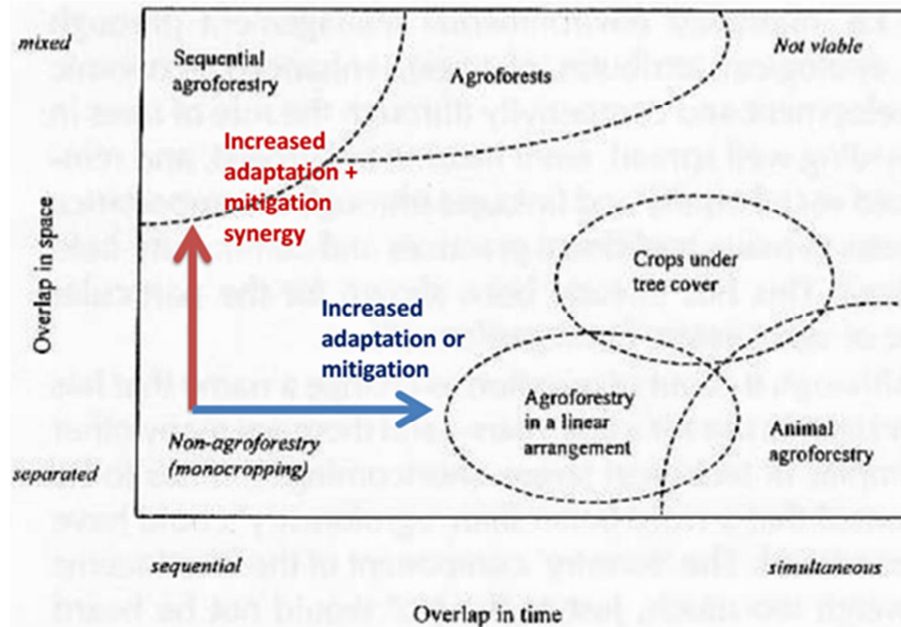 mixed
Sequential
agroforestry
Agroforests
Not viable
Increased
adaptation +
mitigation
synergy
Overlap in space
Crops under
tree cover
Increased
adaptation or
mitigation
Agroforestry
in a linear
arrangement
Non-agroforestry
(monocropping)
Animal
agroforestry
separated
sequential
simultaneous
Overlap in time